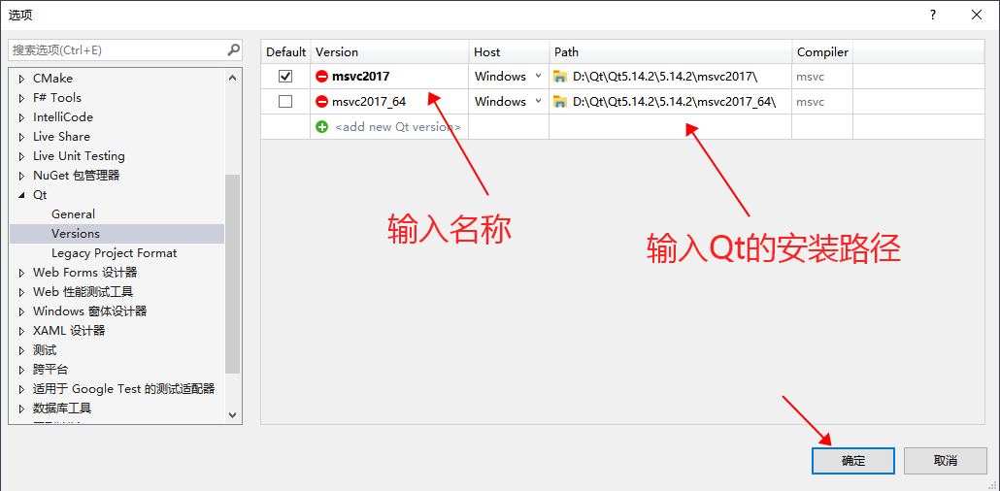 选项
搜索选项(Ctrl+E)
CMake
F# Tools
IntelliCode
Live Share
Live Unit Testing
NuGet 包管理器
Qt
General
Versions
Legacy Project Format
Web Forms 设计器
Web 性能测试工具
Windows 窗体设计器
XAML 设计器
测试
跨平台
适用于 Google Test 的测试适配器
数据库工具
Default Version Host Path Compiler
msvc2017 Windows D:\Qt\Qt5.14.2\5.14.2\msvc2017\ msvc
msvc2017_64 Windows D:\Qt\Qt5.14.2\5.14.2\msvc2017_64\ msvc
<add new Qt version>
输入名称
输入Qt的安装路径
确定 取消